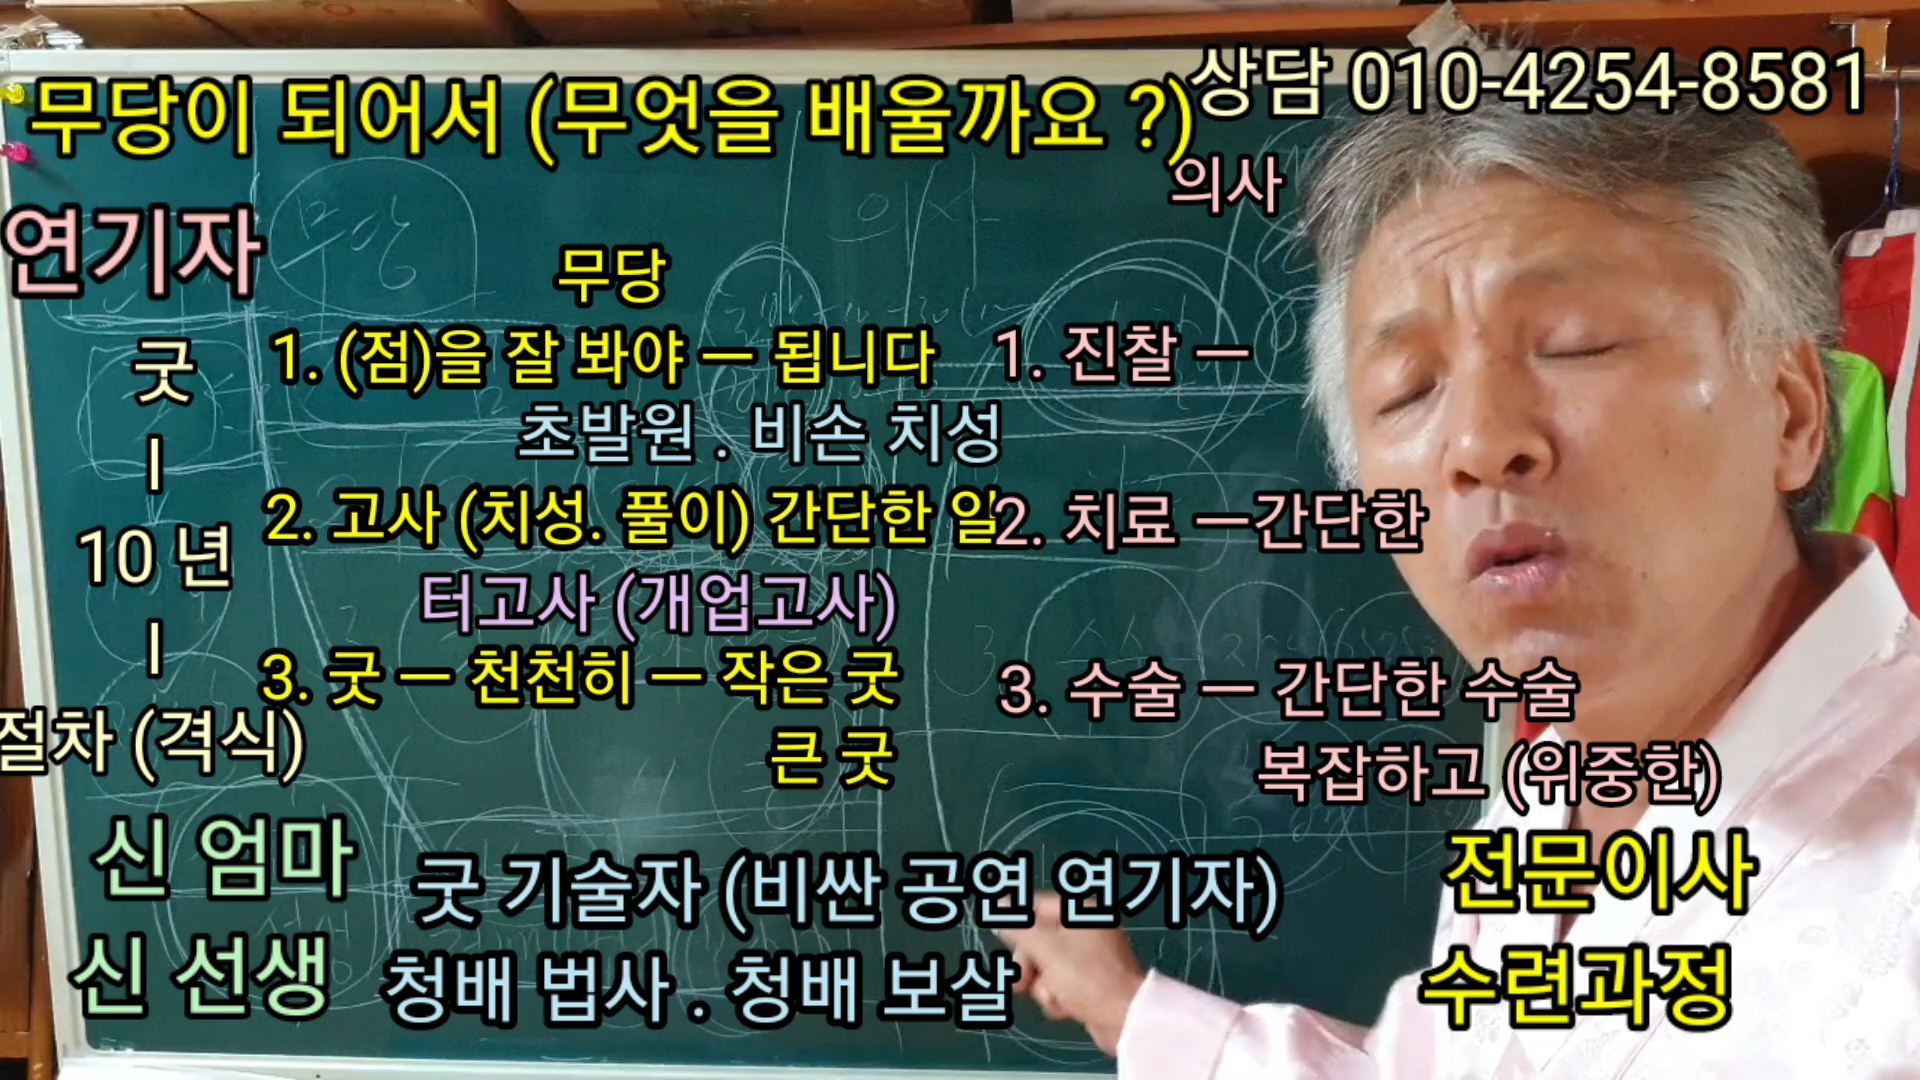 무당이 되어서 (무엇을 배울까요 ?)
상담 010-4254-8581
연기자
굿
ㅣ
10 년
ㅣ
절차 (격식)
신 엄마
신 선생
무당
1. (점)을 잘 봐야 ㅡ 됩니다
초발원 . 비손 치성
2. 고사 (치성. 풀이) 간단한 일
터고사 (개업고사)
3. 굿 ㅡ 천천히 ㅡ 작은 굿
큰 굿
굿 기술자 (비싼 공연 연기자)
청배 법사 . 청배 보살
의사
1. 진찰 ㅡ
2. 치료 ㅡ간단한
3. 수술 ㅡ 간단한 수술
복잡하고 (위중한)
전문이사
수련과정
무당
의사